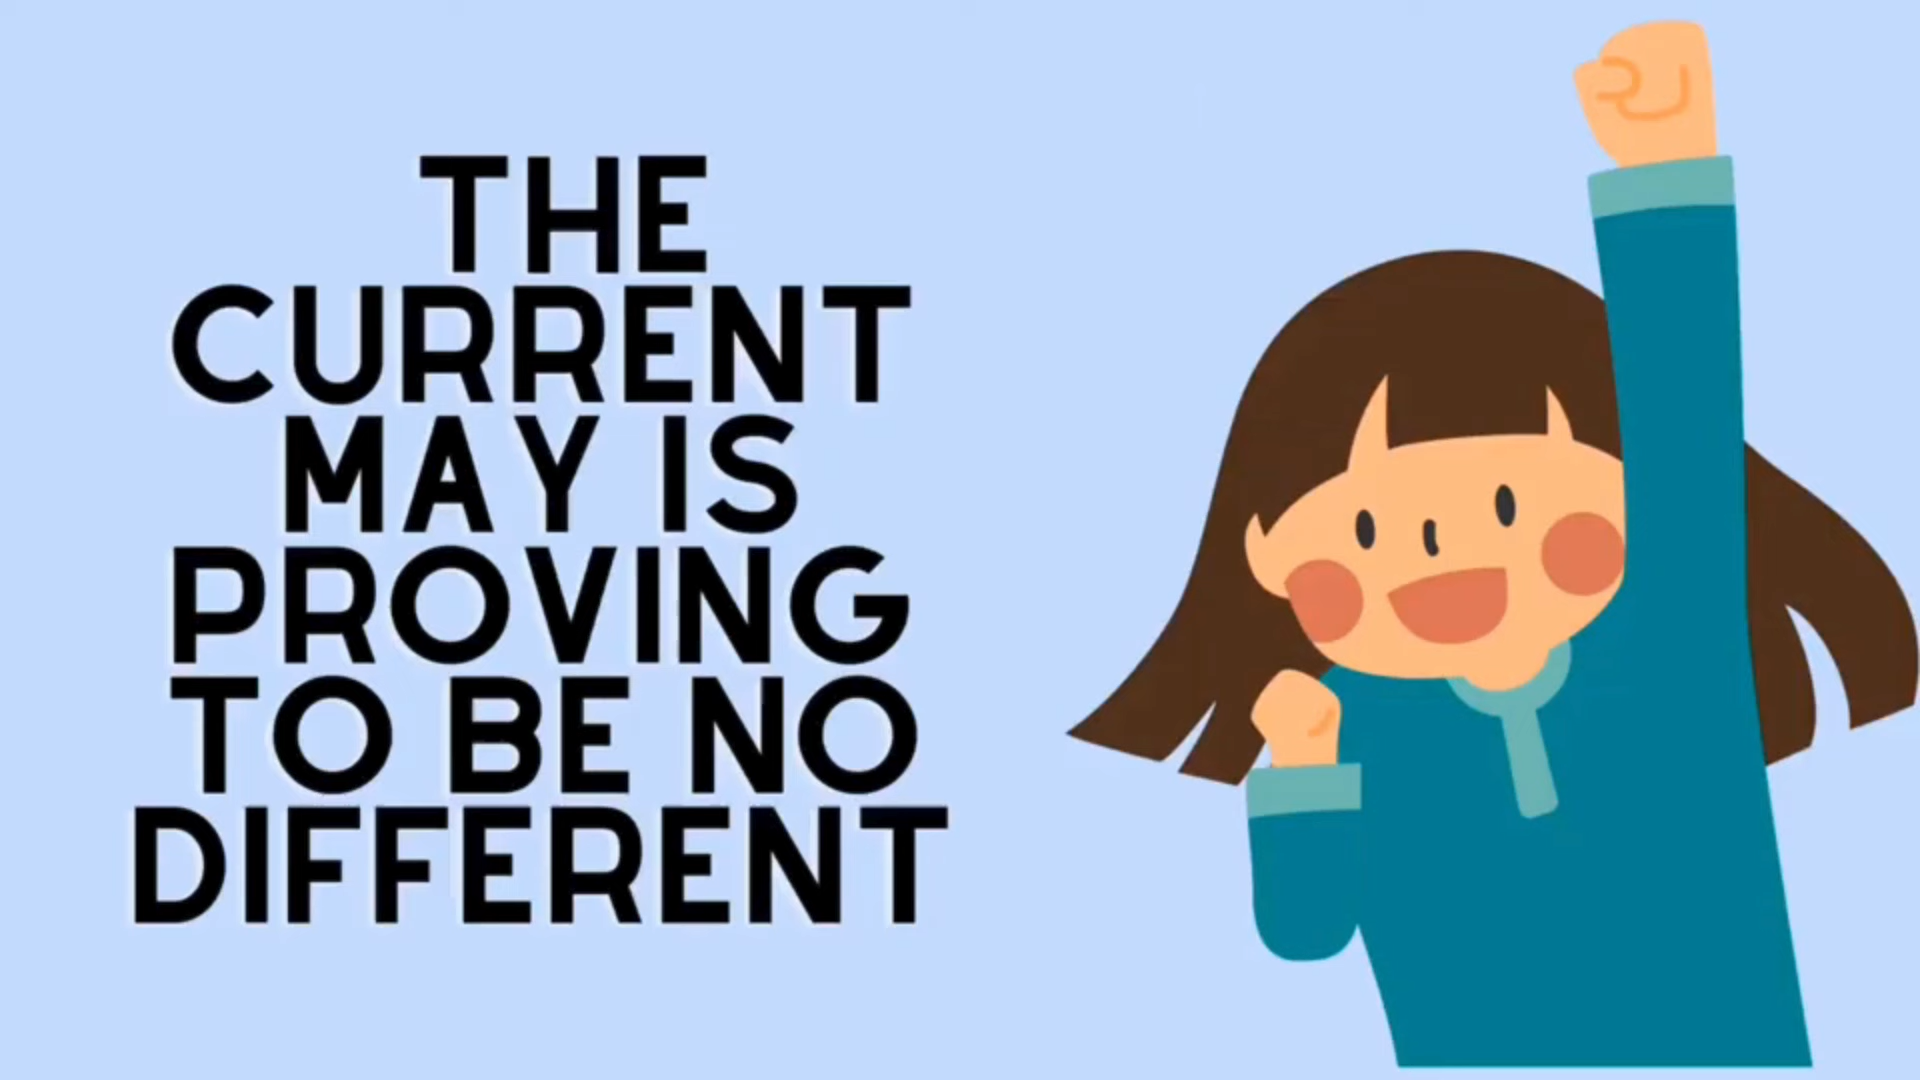 THE
CURRENT
MAY IS
PROVING
TO BE NO
DIFFERENT